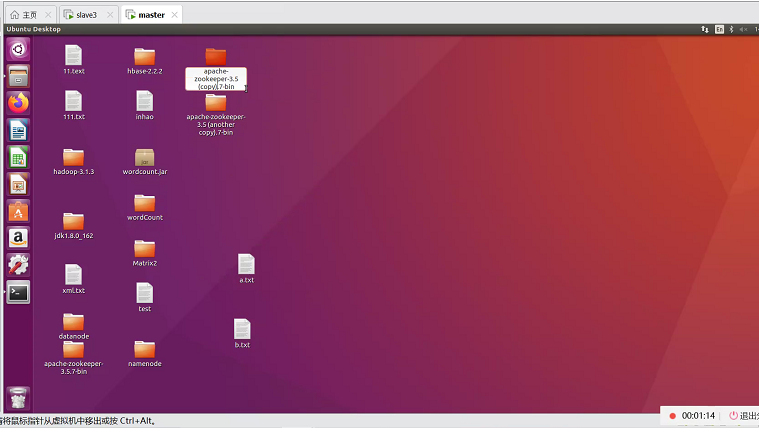 主页
slave3
master
Ubuntu Desktop
En
11.text
hbase-2.2.2
apache-
zookeeper-3.5
(copy).7-bin
111.txt
inhao
apache-zookeeper-
3.5 (another
copy).7-bin
hadoop-3.1.3
jar
wordcount.jar
jdk1.8.0_162
wordCount
Matrix2
a.txt
xml.txt
test
datanode
b.txt
apache-zookeeper-
3.5.7-bin
namenode
将鼠标指针从虚拟机中移出或按 Ctrl+Alt。
00:01:14
退出